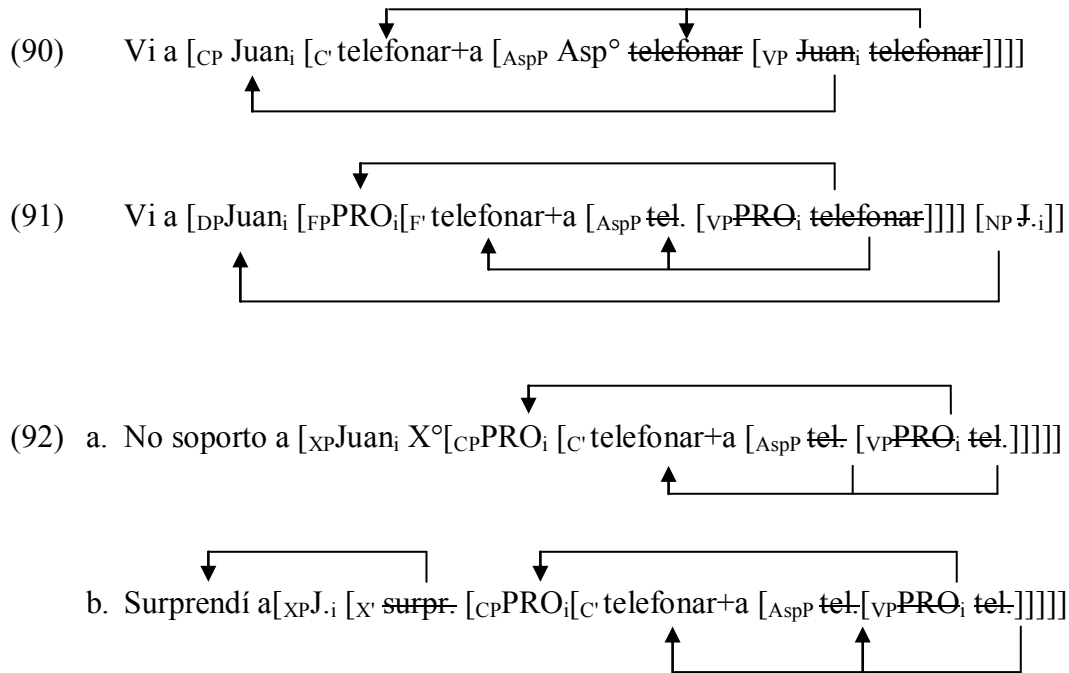 (90) Vi a [CP Juani [C' telefonar+a [AspP Asp° telefonar [VP Juani telefonar]]]]
(91) Vi a [DPJuani [FPPROi[F' telefonar+a [AspP tel. [VPPROi telefonar]]]] [NP J.i]]
(92) a. No soporto a [XPJuani X°[CPPROi [C' telefonar+a [AspP tel. [VPPROi tel.]]]]]
b. Surprendí a[XPJ.i [X' surpr. [CPPROi[C' telefonar+a [AspP tel.[VPPROi tel.]]]]]